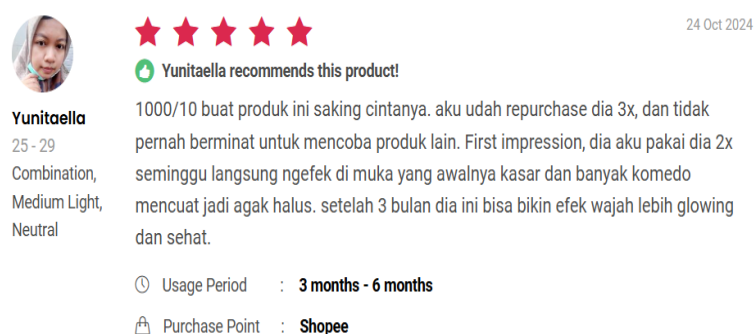 24 Oct 2024
Yunitaella recommends this product!
Yunitaella
25 - 29
Combination,
Medium Light,
Neutral
1000/10 buat produk ini saking cintanya. aku udah repurchase dia 3x, dan tidak
pernah berminat untuk mencoba produk lain. First impression, dia aku pakai dia 2x
seminggu langsung ngefek di muka yang awalnya kasar dan banyak komedo
mencuat jadi agak halus. setelah 3 bulan dia ini bisa bikin efek wajah lebih glowing
dan sehat.
Usage Period : 3 months - 6 months
Purchase Point : Shopee